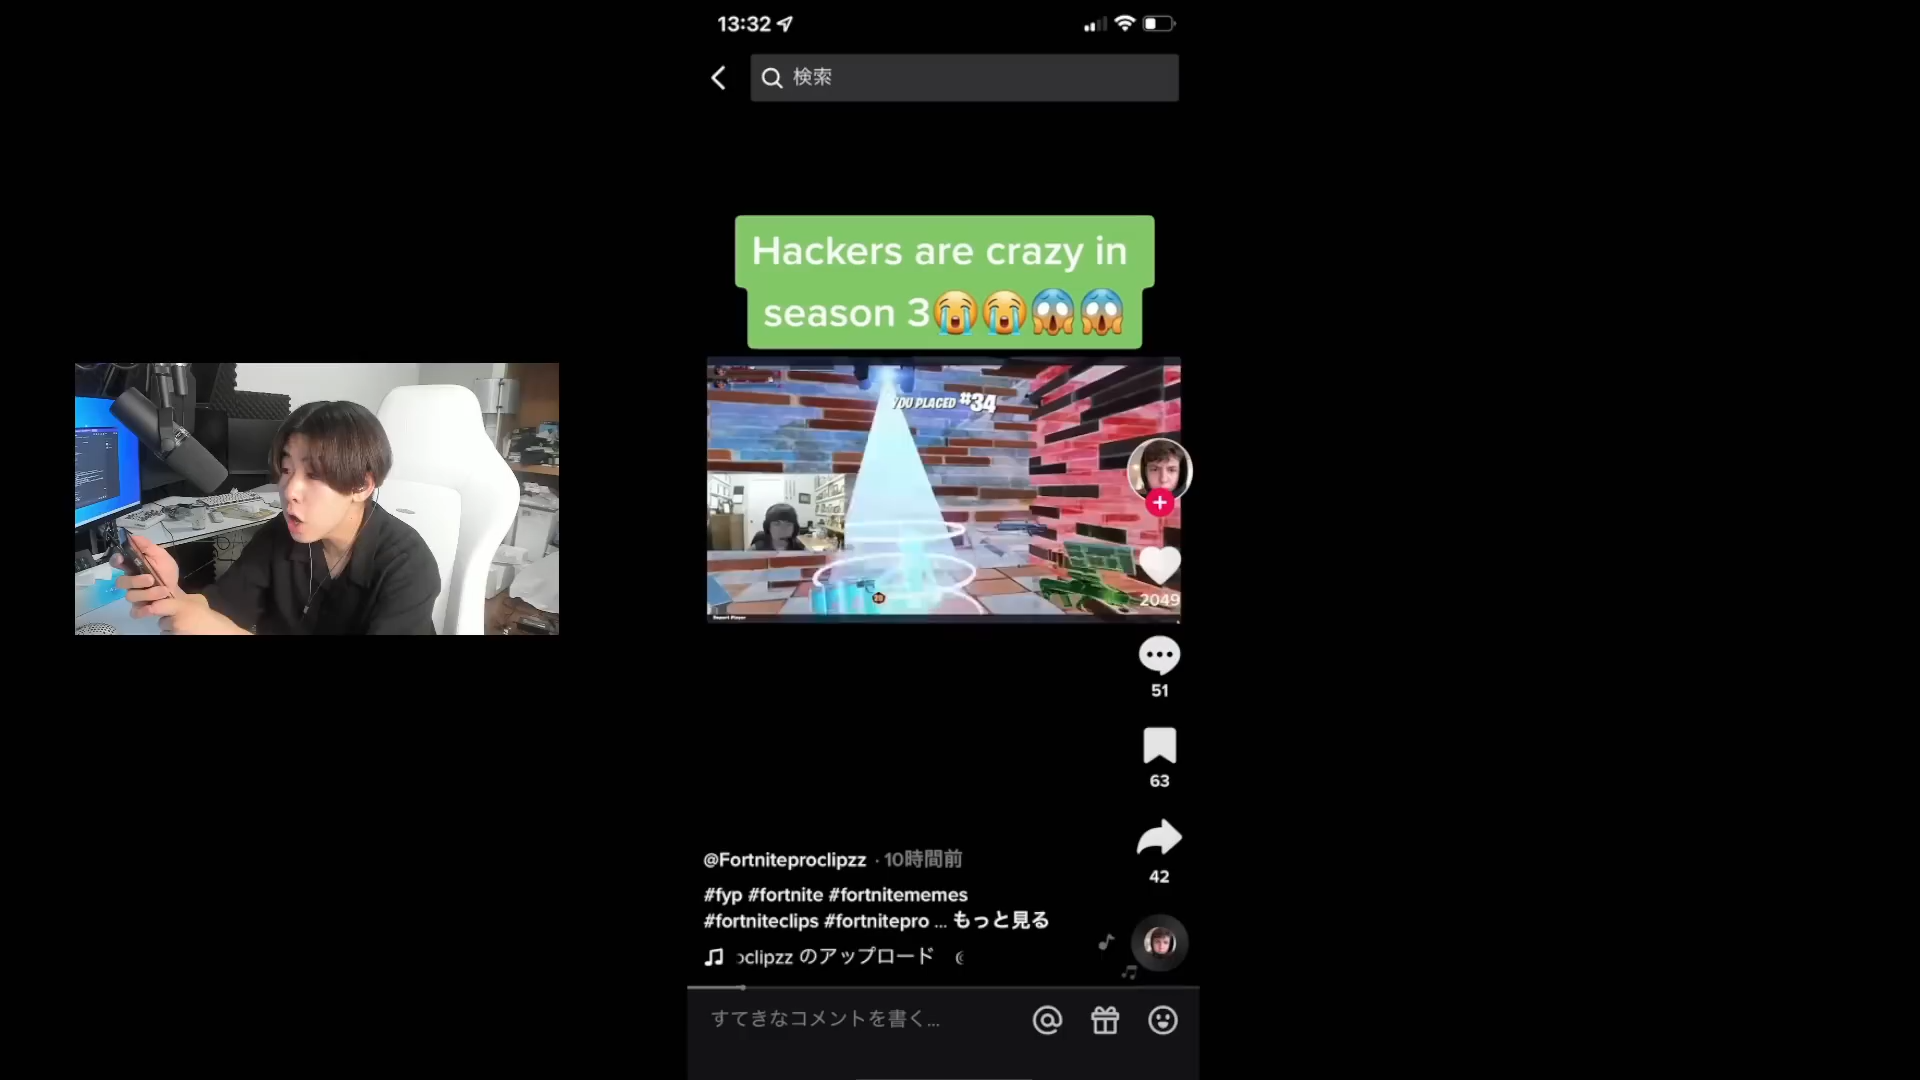 13:32
検索
Hackers are crazy in
season 3😭😭😱😱
YOU PLACED #34
2049
51
63
42
@Fortniteproclipzz · 10時間前
#fyp #fortnite #fortnitememes
#fortniteclips #fortnitepro ... もっと見る
clipzz のアップロード
すてきなコメントを書く...